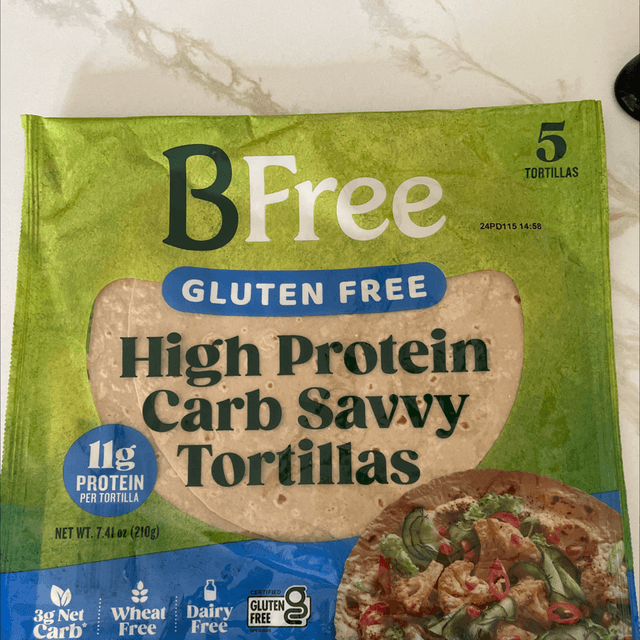 BFree
5
TORTILLAS
24PD115 14:58
GLUTEN FREE
High Protein
Carb Savvy
Tortillas
11g
PROTEIN
PER TORTILLA
NET WT. 7.41 oz (210g)
3g Net
Carb*
Wheat
Free
Dairy
Free
CERTIFIED
GLUTEN
FREE